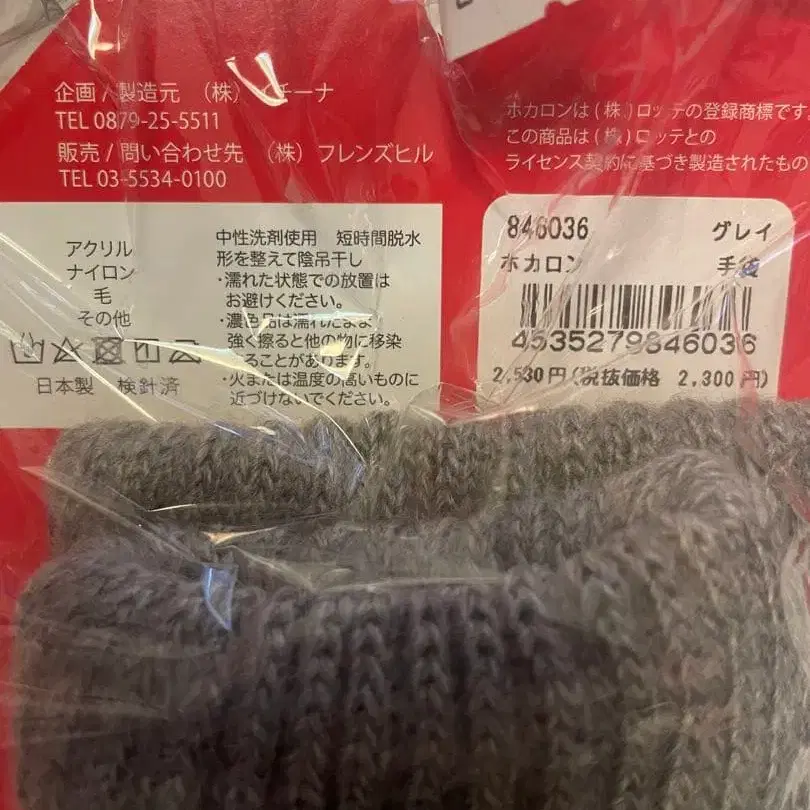 企画/製造元 （株） イチーナ
TEL 0879-25-5511
販売/問い合わせ先 （株）フレンズヒル
TEL 03-5534-0100
ホカロンは(株)ロッテの登録商標です
この商品は(株)ロッテとの
ライセンス契約に基づき製造されたもの
アクリル
ナイロン
毛
その他
日本製 検針済
中性洗剤使用 短時間脱水
形を整えて陰吊干し
・濡れた状態での放置は
お避けください。
・濃色品は濡れたまま
強く擦ると他の物に移染
することがあります。
・火または温度の高いものに
近づけないでください。
846036 グレイ
ホカロン 手袋
4535279846036
2,530円(税抜価格 2,300円)